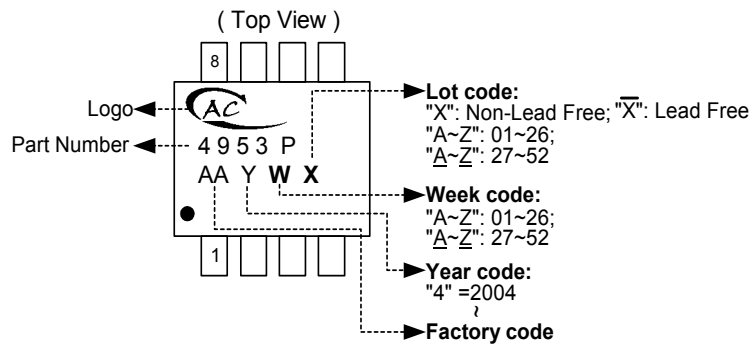 ( Top View )
8
AC
Logo
Part Number
4 9 5 3 P
AA Y W X
1
Lot code:
"X": Non-Lead Free; "X̅": Lead Free
"A~Z": 01~26;
"A̲~Z̲": 27~52
Week code:
"A~Z": 01~26;
"A̲~Z̲": 27~52
Year code:
"4" =2004
~
Factory code